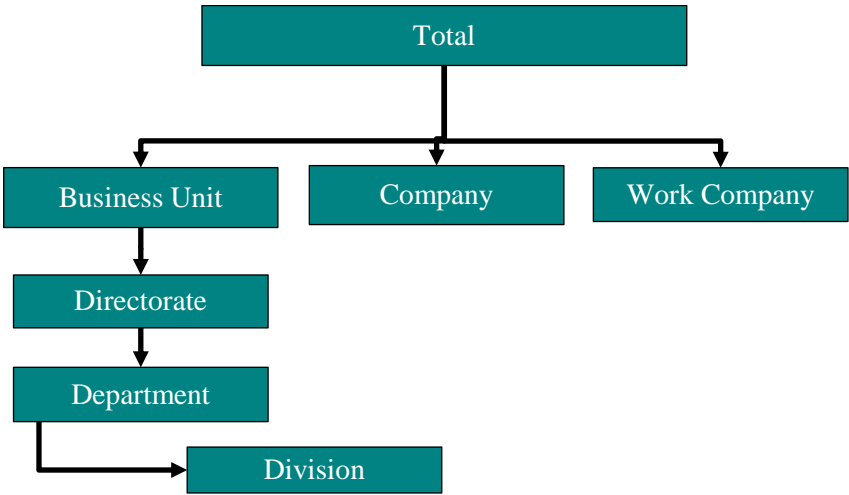 Total
Business Unit
Company
Work Company
Directorate
Department
Division